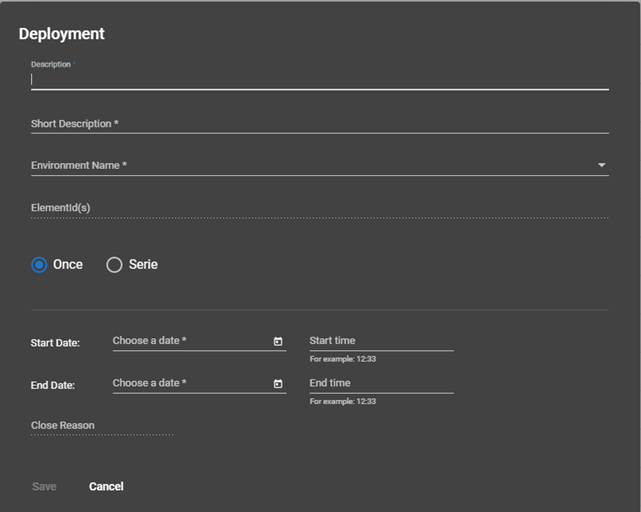 Deployment
Description *
Short Description *
Environment Name *
ElementId(s)
Once Serie
Start Date: Choose a date * Start time
For example: 12:33
End Date: Choose a date * End time
For example: 12:33
Close Reason
Save Cancel